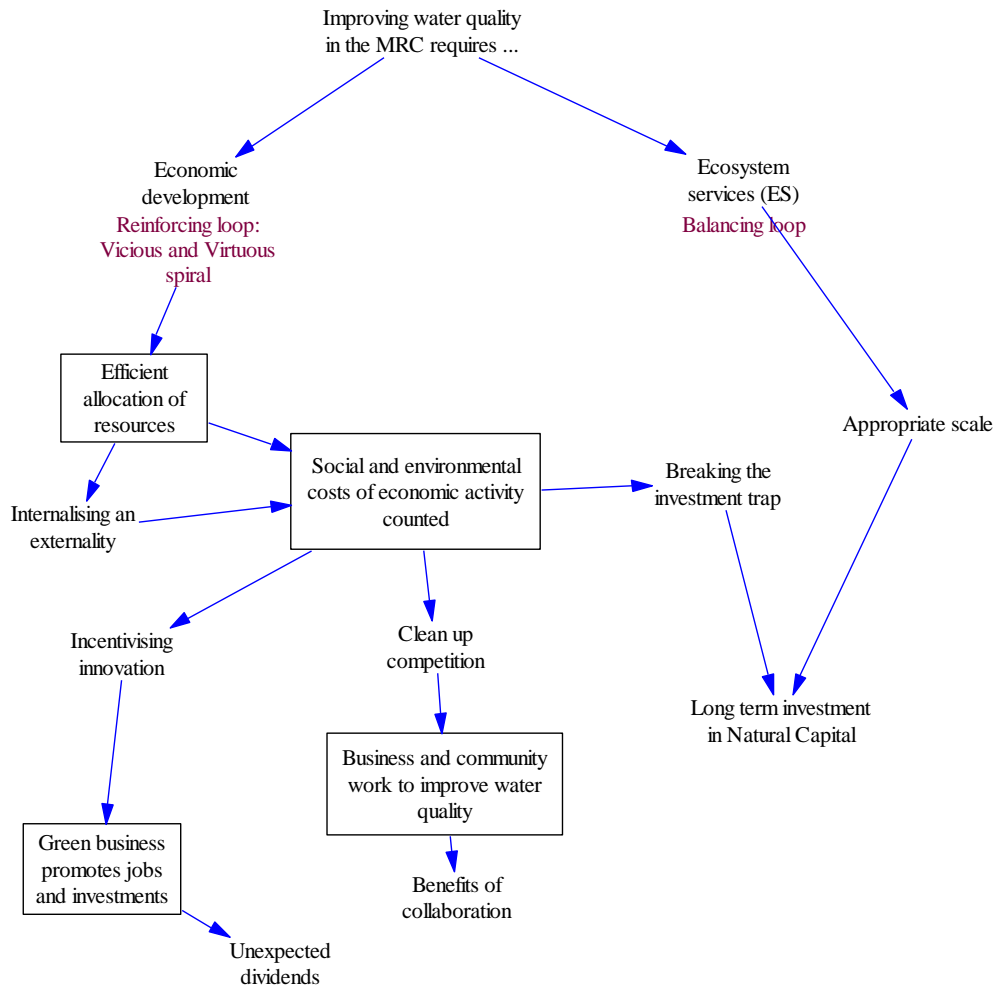 Improving water quality
in the MRC requires ...
Economic
development
Reinforcing loop:
Vicious and Virtuous
spiral
Ecosystem
services (ES)
Balancing loop
Efficient
allocation of
resources
Appropriate scale
Social and environmental
costs of economic activity
counted
Breaking the
investment trap
Internalising an
externality
Incentivising
innovation
Clean up
competition
Long term investment
in Natural Capital
Business and community
work to improve water
quality
Green business
promotes jobs
and investments
Benefits of
collaboration
Unexpected
dividends